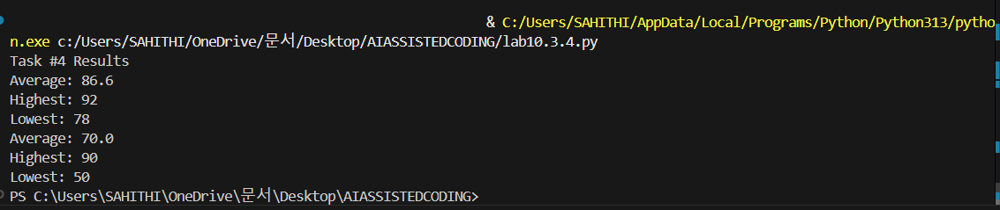 & C:/Users/SAHITHI/AppData/Local/Programs/Python/Python313/pytho
n.exe c:/Users/SAHITHI/OneDrive/문서/Desktop/AIASSISTEDCODING/lab10.3.4.py
Task #4 Results
Average: 86.6
Highest: 92
Lowest: 78
Average: 70.0
Highest: 90
Lowest: 50
PS C:\Users\SAHITHI\OneDrive\문서\Desktop\AIASSISTEDCODING>